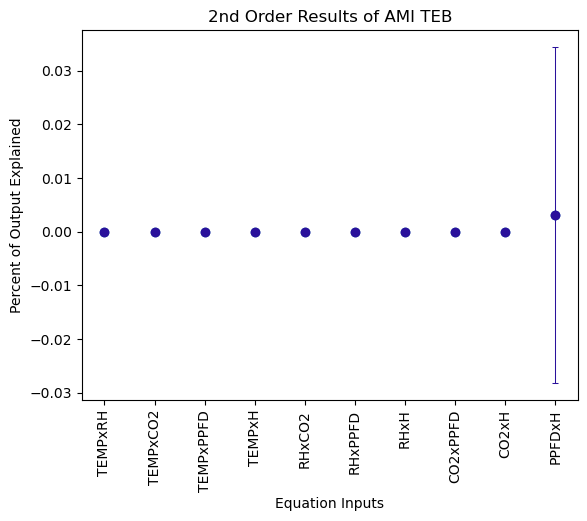 2nd Order Results of AMI TEB
Percent of Output Explained
0.03
0.02
0.01
0.00
−0.01
−0.02
−0.03
TEMPxRH
TEMPxCO2
TEMPxPPFD
TEMPxH
RHxCO2
RHxPPFD
RHxH
CO2xPPFD
CO2xH
PPFDxH
Equation Inputs